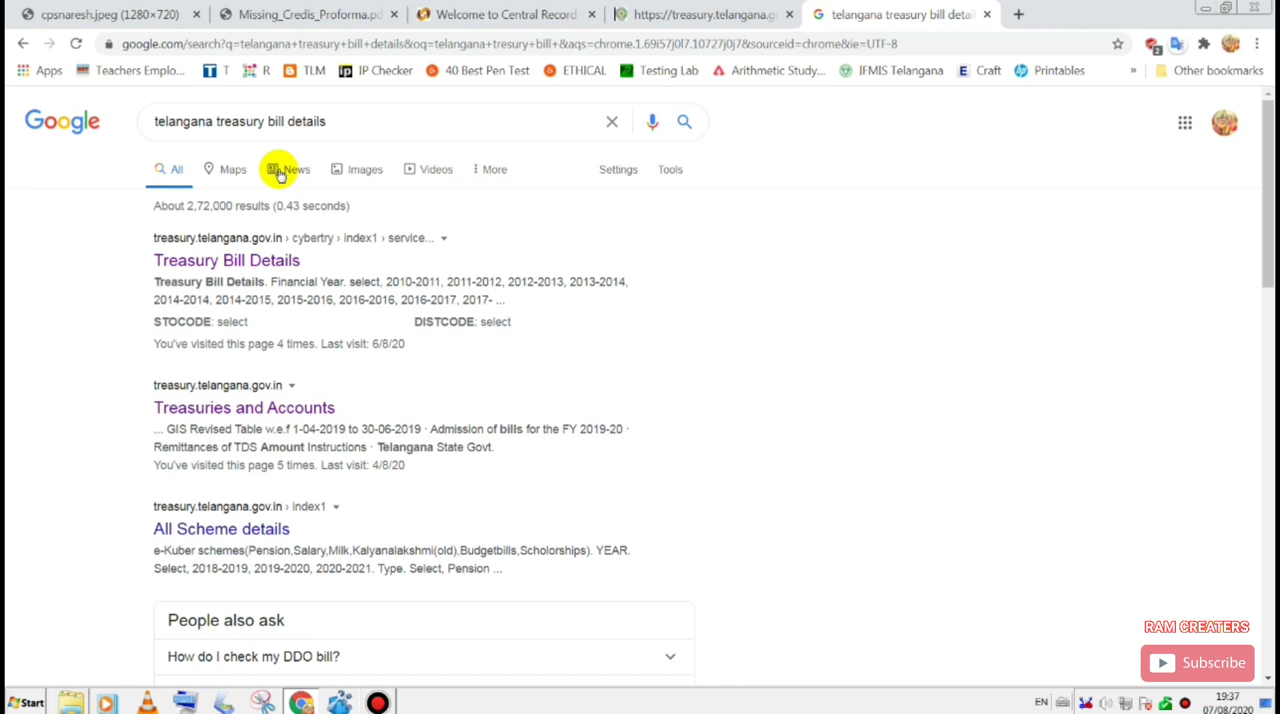 cpsnaresh.jpeg (1280×720)
Missing_Credis_Proforma.pd
Welcome to Central Record
https://treasury.telangana.g
telangana treasury bill detail
google.com/search?q=telangana+treasury+bill+details&oq=telangana+tresury+bill+&aqs=chrome.1.69i57j0l7.10727j0j7&sourceid=chrome&ie=UTF-8
Apps
Teachers Emplo...
T
R
TLM
IP Checker
40 Best Pen Test
ETHICAL
Testing Lab
Arithmetic Study...
IFMIS Telangana
Craft
Printables
»
Other bookmarks
Google
telangana treasury bill details
All
Maps
News
Images
Videos
More
Settings
Tools
About 2,72,000 results (0.43 seconds)
treasury.telangana.gov.in › cybertry › index1 › service...
Treasury Bill Details
Treasury Bill Details. Financial Year. select, 2010-2011, 2011-2012, 2012-2013, 2013-2014,
2014-2014, 2014-2015, 2015-2016, 2016-2016, 2016-2017, 2017- ...
STOCODE: select DISTCODE: select
You've visited this page 4 times. Last visit: 6/8/20
treasury.telangana.gov.in
Treasuries and Accounts
... GIS Revised Table w.e.f 1-04-2019 to 30-06-2019 · Admission of bills for the FY 2019-20 ·
Remittances of TDS Amount Instructions · Telangana State Govt.
You've visited this page 5 times. Last visit: 4/8/20
treasury.telangana.gov.in › index1
All Scheme details
e-Kuber schemes(Pension,Salary,Milk,Kalyanalakshmi(old),Budgetbills,Scholorships). YEAR.
Select, 2018-2019, 2019-2020, 2020-2021. Type. Select, Pension ...
People also ask
How do I check my DDO bill?
RAM CREATERS
Subscribe
Start
EN
19:37
07/08/2020